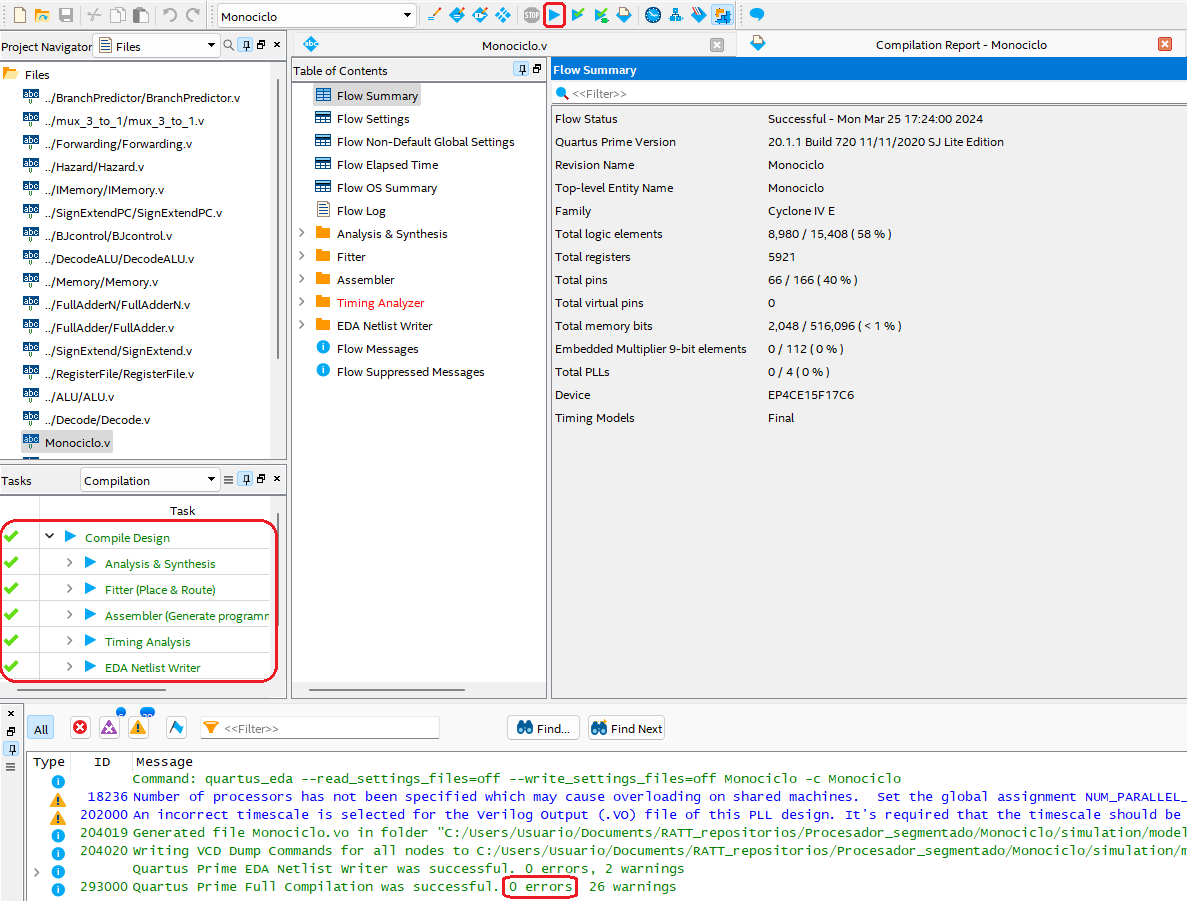 Monociclo
STOP
Project Navigator Files
Files
../BranchPredictor/BranchPredictor.v
../mux_3_to_1/mux_3_to_1.v
../Forwarding/Forwarding.v
../Hazard/Hazard.v
../IMemory/IMemory.v
../SignExtendPC/SignExtendPC.v
../BJcontrol/BJcontrol.v
../DecodeALU/DecodeALU.v
../Memory/Memory.v
../FullAdderN/FullAdderN.v
../FullAdder/FullAdder.v
../SignExtend/SignExtend.v
../RegisterFile/RegisterFile.v
../ALU/ALU.v
../Decode/Decode.v
Monociclo.v
Tasks Compilation
Task
Compile Design
Analysis & Synthesis
Fitter (Place & Route)
Assembler (Generate programm
Timing Analysis
EDA Netlist Writer
Monociclo.v
Compilation Report - Monociclo
Table of Contents
Flow Summary
Flow Settings
Flow Non-Default Global Settings
Flow Elapsed Time
Flow OS Summary
Flow Log
Analysis & Synthesis
Fitter
Assembler
Timing Analyzer
EDA Netlist Writer
Flow Messages
Flow Suppressed Messages
Flow Summary
<<Filter>>
Flow Status Successful - Mon Mar 25 17:24:00 2024
Quartus Prime Version 20.1.1 Build 720 11/11/2020 SJ Lite Edition
Revision Name Monociclo
Top-level Entity Name Monociclo
Family Cyclone IV E
Total logic elements 8,980 / 15,408 ( 58 % )
Total registers 5921
Total pins 66 / 166 ( 40 % )
Total virtual pins 0
Total memory bits 2,048 / 516,096 ( < 1 % )
Embedded Multiplier 9-bit elements 0 / 112 ( 0 % )
Total PLLs 0 / 4 ( 0 % )
Device EP4CE15F17C6
Timing Models Final
All <<Filter>> Find... Find Next
Type ID Message
Command: quartus_eda --read_settings_files=off --write_settings_files=off Monociclo -c Monociclo
18236 Number of processors has not been specified which may cause overloading on shared machines. Set the global assignment NUM_PARALLEL_
202000 An incorrect timescale is selected for the Verilog Output (.VO) file of this PLL design. It's required that the timescale should be
204019 Generated file Monociclo.vo in folder "C:/Users/Usuario/Documents/RATT_repositorios/Procesador_segmentado/Monociclo/simulation/model
204020 Writing VCD Dump Commands for all nodes to C:/Users/Usuario/Documents/RATT_repositorios/Procesador_segmentado/Monociclo/simulation/m
Quartus Prime EDA Netlist Writer was successful. 0 errors, 2 warnings
293000 Quartus Prime Full Compilation was successful. 0 errors, 26 warnings